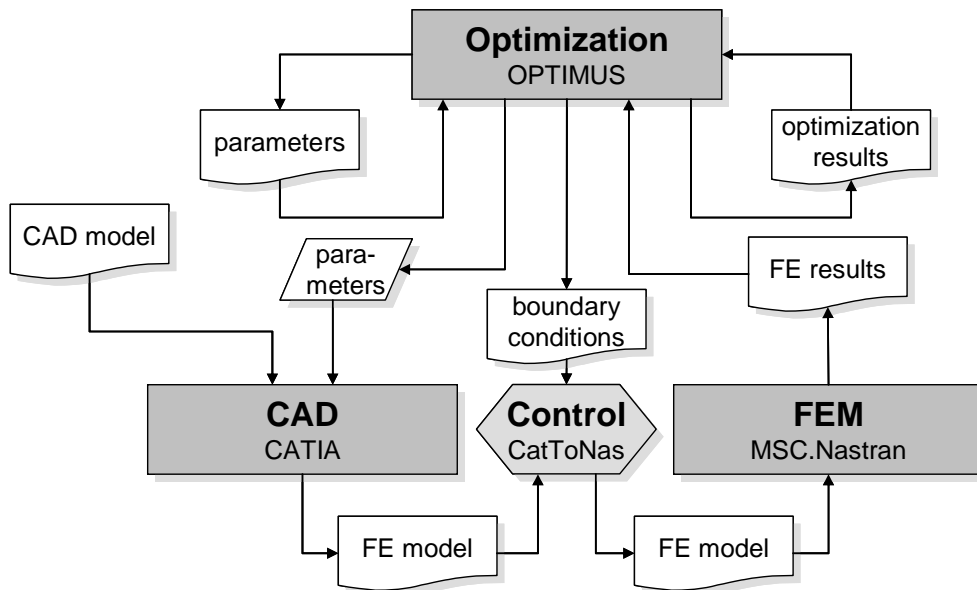 Optimization
OPTIMUS
parameters
optimization
results
CAD model
para-
meters
FE results
boundary
conditions
CAD
CATIA
Control
CatToNas
FEM
MSC.Nastran
FE model
FE model